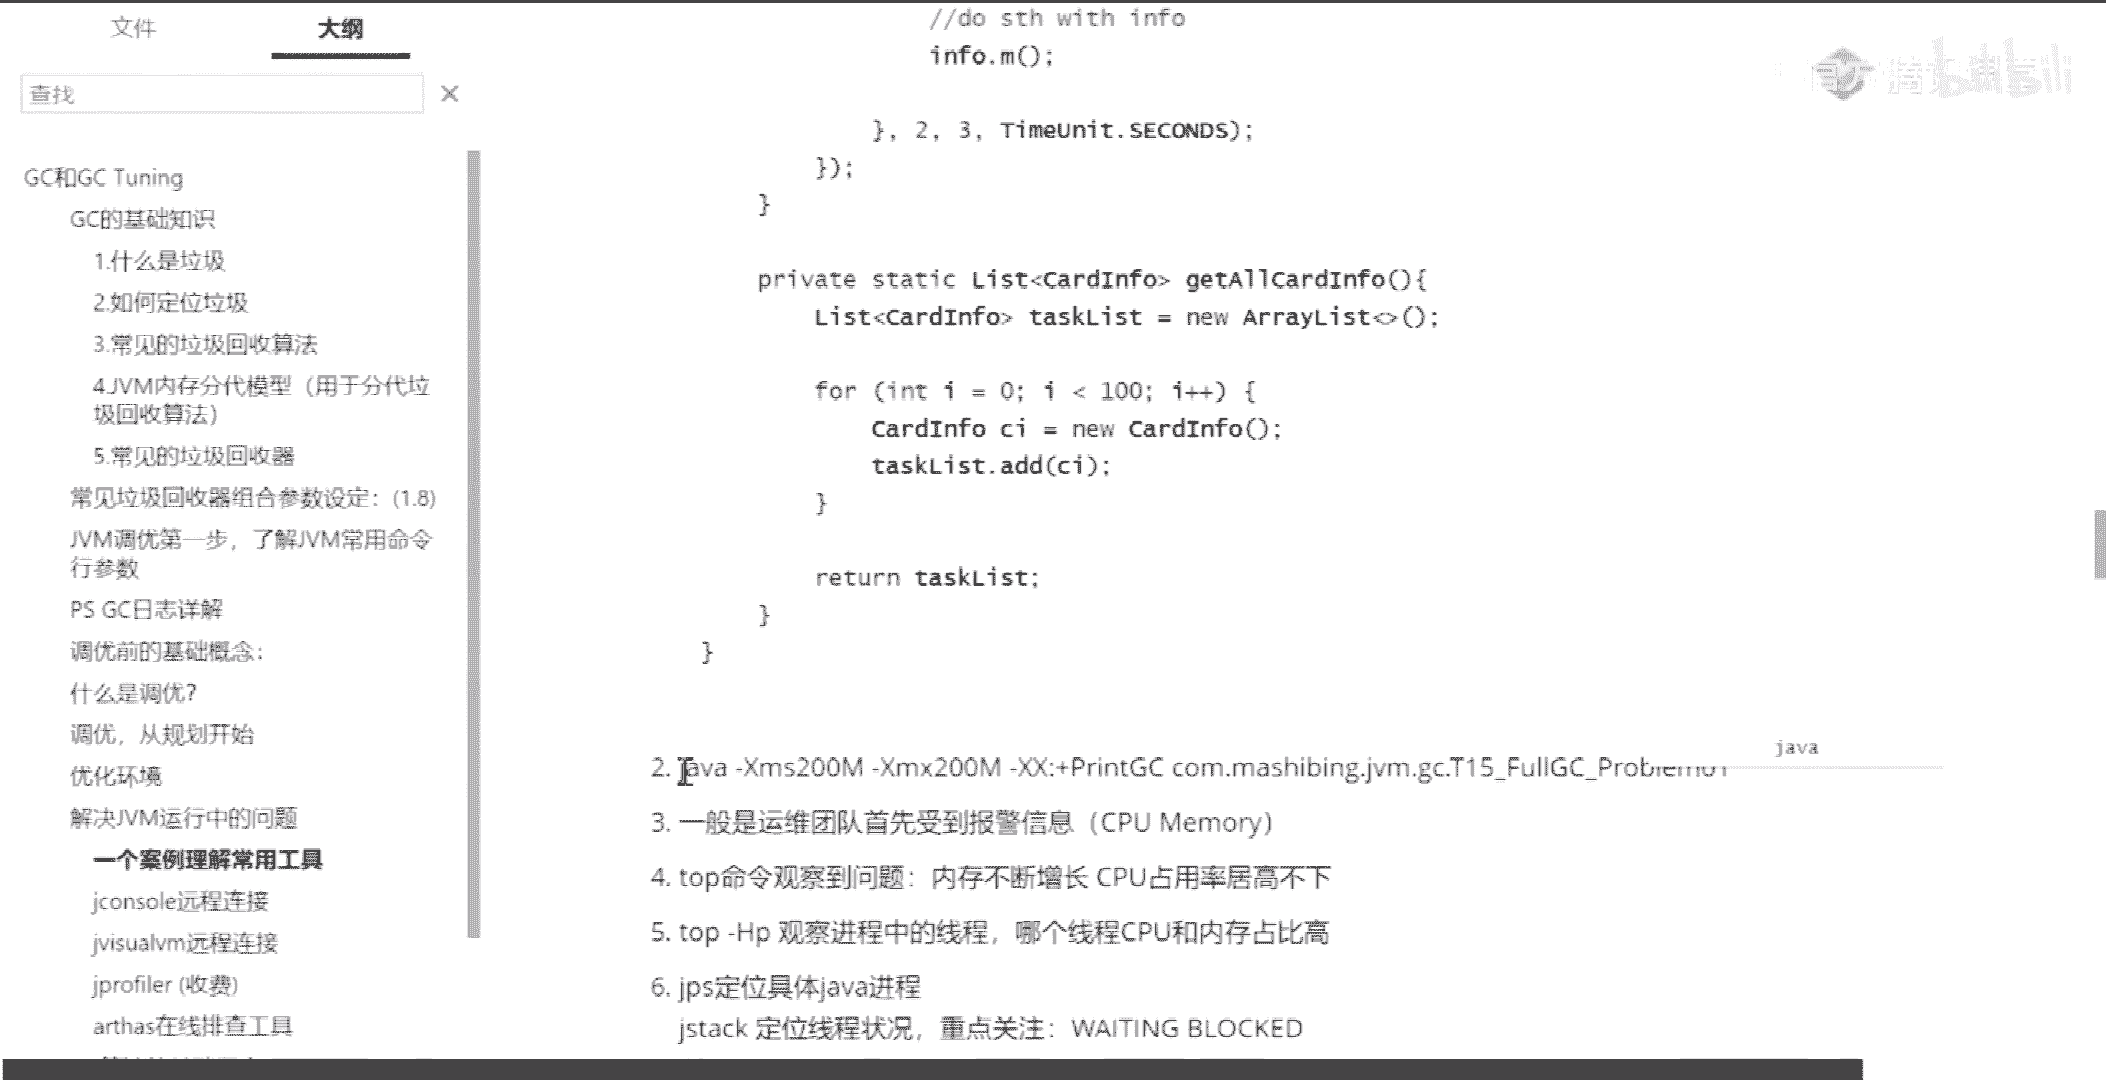 文件
大纲
查找
GC和GC Tuning
GC的基础知识
1.什么是垃圾
2.如何定位垃圾
3.常见的垃圾回收算法
4.JVM内存分代模型（用于分代垃
圾回收算法）
5.常见的垃圾回收器
常见垃圾回收器组合参数设定：(1.8)
JVM调优第一步，了解JVM常用命令
行参数
PS GC日志详解
调优前的基础概念：
什么是调优？
调优，从规划开始
优化环境
解决JVM运行中的问题
一个案例理解常用工具
jconsole远程连接
jvisualvm远程连接
jprofiler (收费)
arthas在线排查工具
//do sth with info
info.m();
}, 2, 3, TimeUnit.SECONDS);
});
}
private static List<CardInfo> getAllCardInfo(){
List<CardInfo> taskList = new ArrayList<>();
for (int i = 0; i < 100; i++) {
CardInfo ci = new CardInfo();
taskList.add(ci);
}
return taskList;
}
}
java
2. java -Xms200M -Xmx200M -XX:+PrintGC com.mashibing.jvm.gc.T15_FullGC_Problem01
3. 一般是运维团队首先受到报警信息（CPU Memory）
4. top命令观察到问题：内存不断增长 CPU占用率居高不下
5. top -Hp 观察进程中的线程，哪个线程CPU和内存占比高
6. jps定位具体java进程
jstack 定位线程状况，重点关注：WAITING BLOCKED